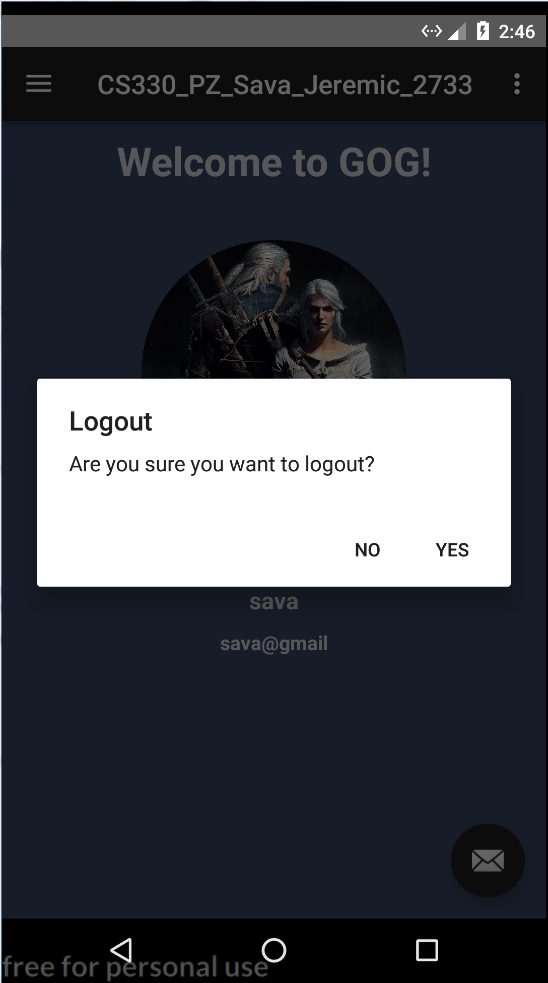 2:46
CS330_PZ_Sava_Jeremic_2733
Welcome to GOG!
Logout
Are you sure you want to logout?
NO YES
sava
sava@gmail
free for personal use